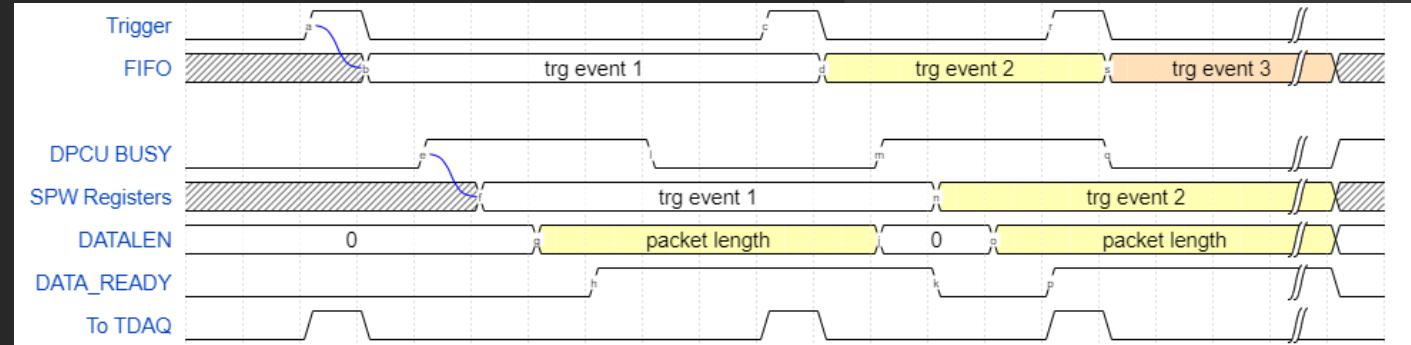 Trigger a c r
FIFO b trg event 1 d trg event 2 s trg event 3
DPCU BUSY e l m q
SPW Registers f trg event 1 n trg event 2
DATALEN 0 g packet length j 0 o packet length
DATA_READY h k p
To TDAQ